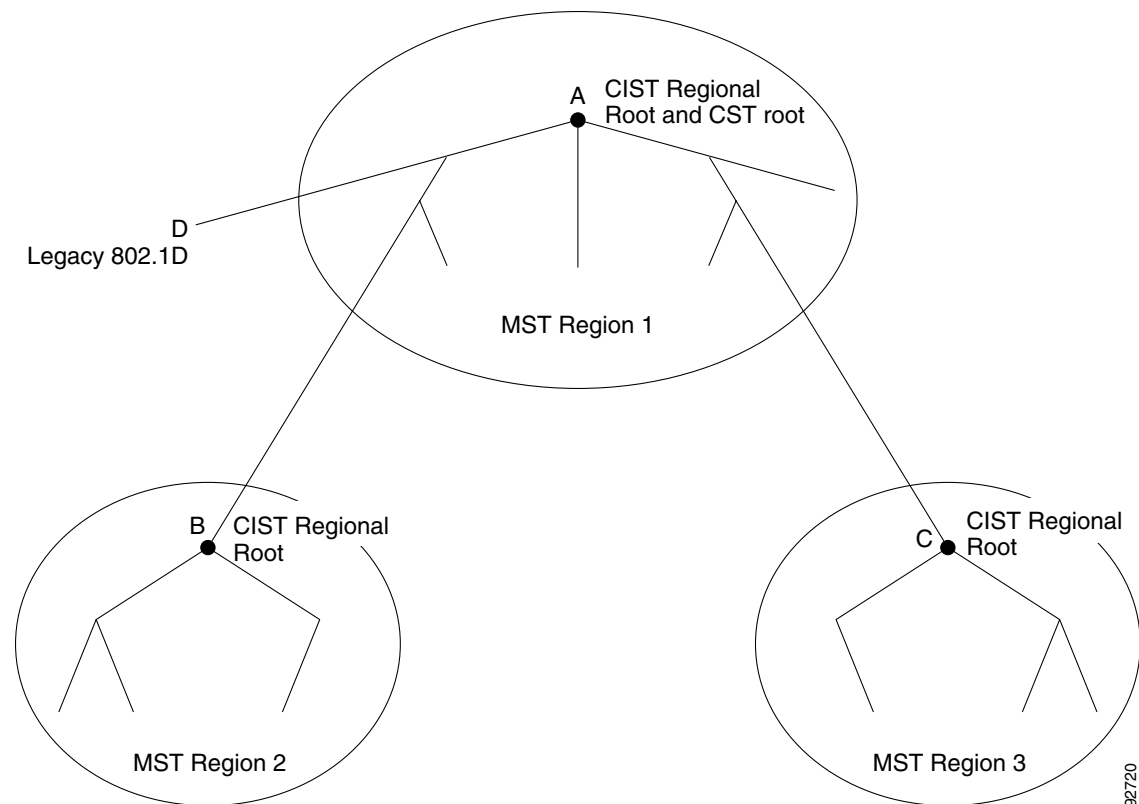 A
CIST Regional
Root and CST root
D
Legacy 802.1D
MST Region 1
B
CIST Regional
Root
C
CIST Regional
Root
MST Region 2
MST Region 3
92720